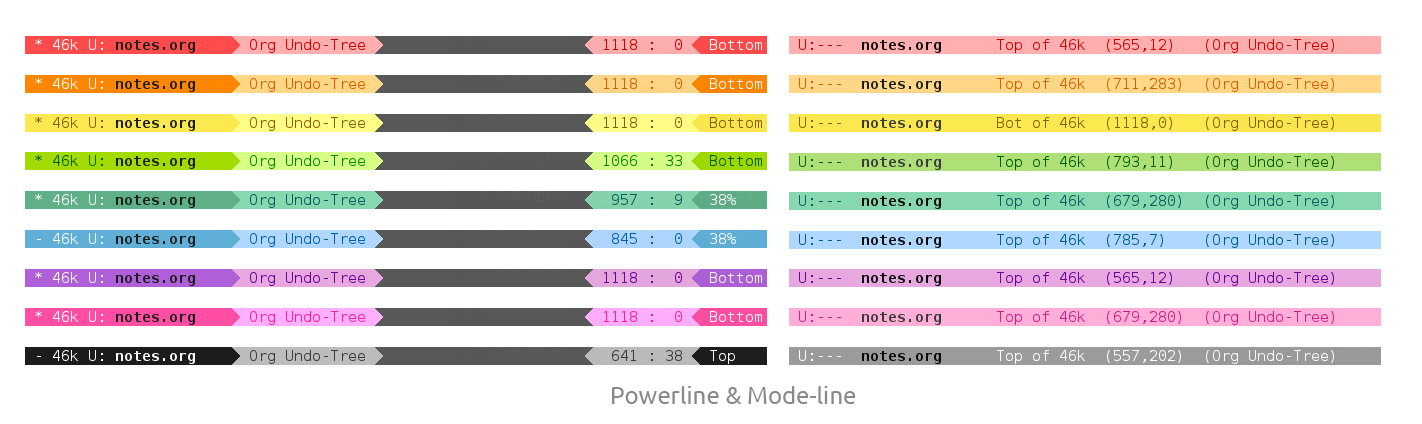 * 46k U: notes.org Org Undo-Tree 1118 : 0 Bottom U:--- notes.org Top of 46k (565,12) (Org Undo-Tree)
* 46k U: notes.org Org Undo-Tree 1118 : 0 Bottom U:--- notes.org Top of 46k (711,283) (Org Undo-Tree)
* 46k U: notes.org Org Undo-Tree 1118 : 0 Bottom U:--- notes.org Bot of 46k (1118,0) (Org Undo-Tree)
* 46k U: notes.org Org Undo-Tree 1066 : 33 Bottom U:--- notes.org Top of 46k (793,11) (Org Undo-Tree)
* 46k U: notes.org Org Undo-Tree 957 : 9 38% U:--- notes.org Top of 46k (679,280) (Org Undo-Tree)
- 46k U: notes.org Org Undo-Tree 845 : 0 38% U:--- notes.org Top of 46k (785,7) (Org Undo-Tree)
* 46k U: notes.org Org Undo-Tree 1118 : 0 Bottom U:--- notes.org Top of 46k (565,12) (Org Undo-Tree)
* 46k U: notes.org Org Undo-Tree 1118 : 0 Bottom U:--- notes.org Top of 46k (679,280) (Org Undo-Tree)
- 46k U: notes.org Org Undo-Tree 641 : 38 Top U:--- notes.org Top of 46k (557,202) (Org Undo-Tree)
Powerline & Mode-line